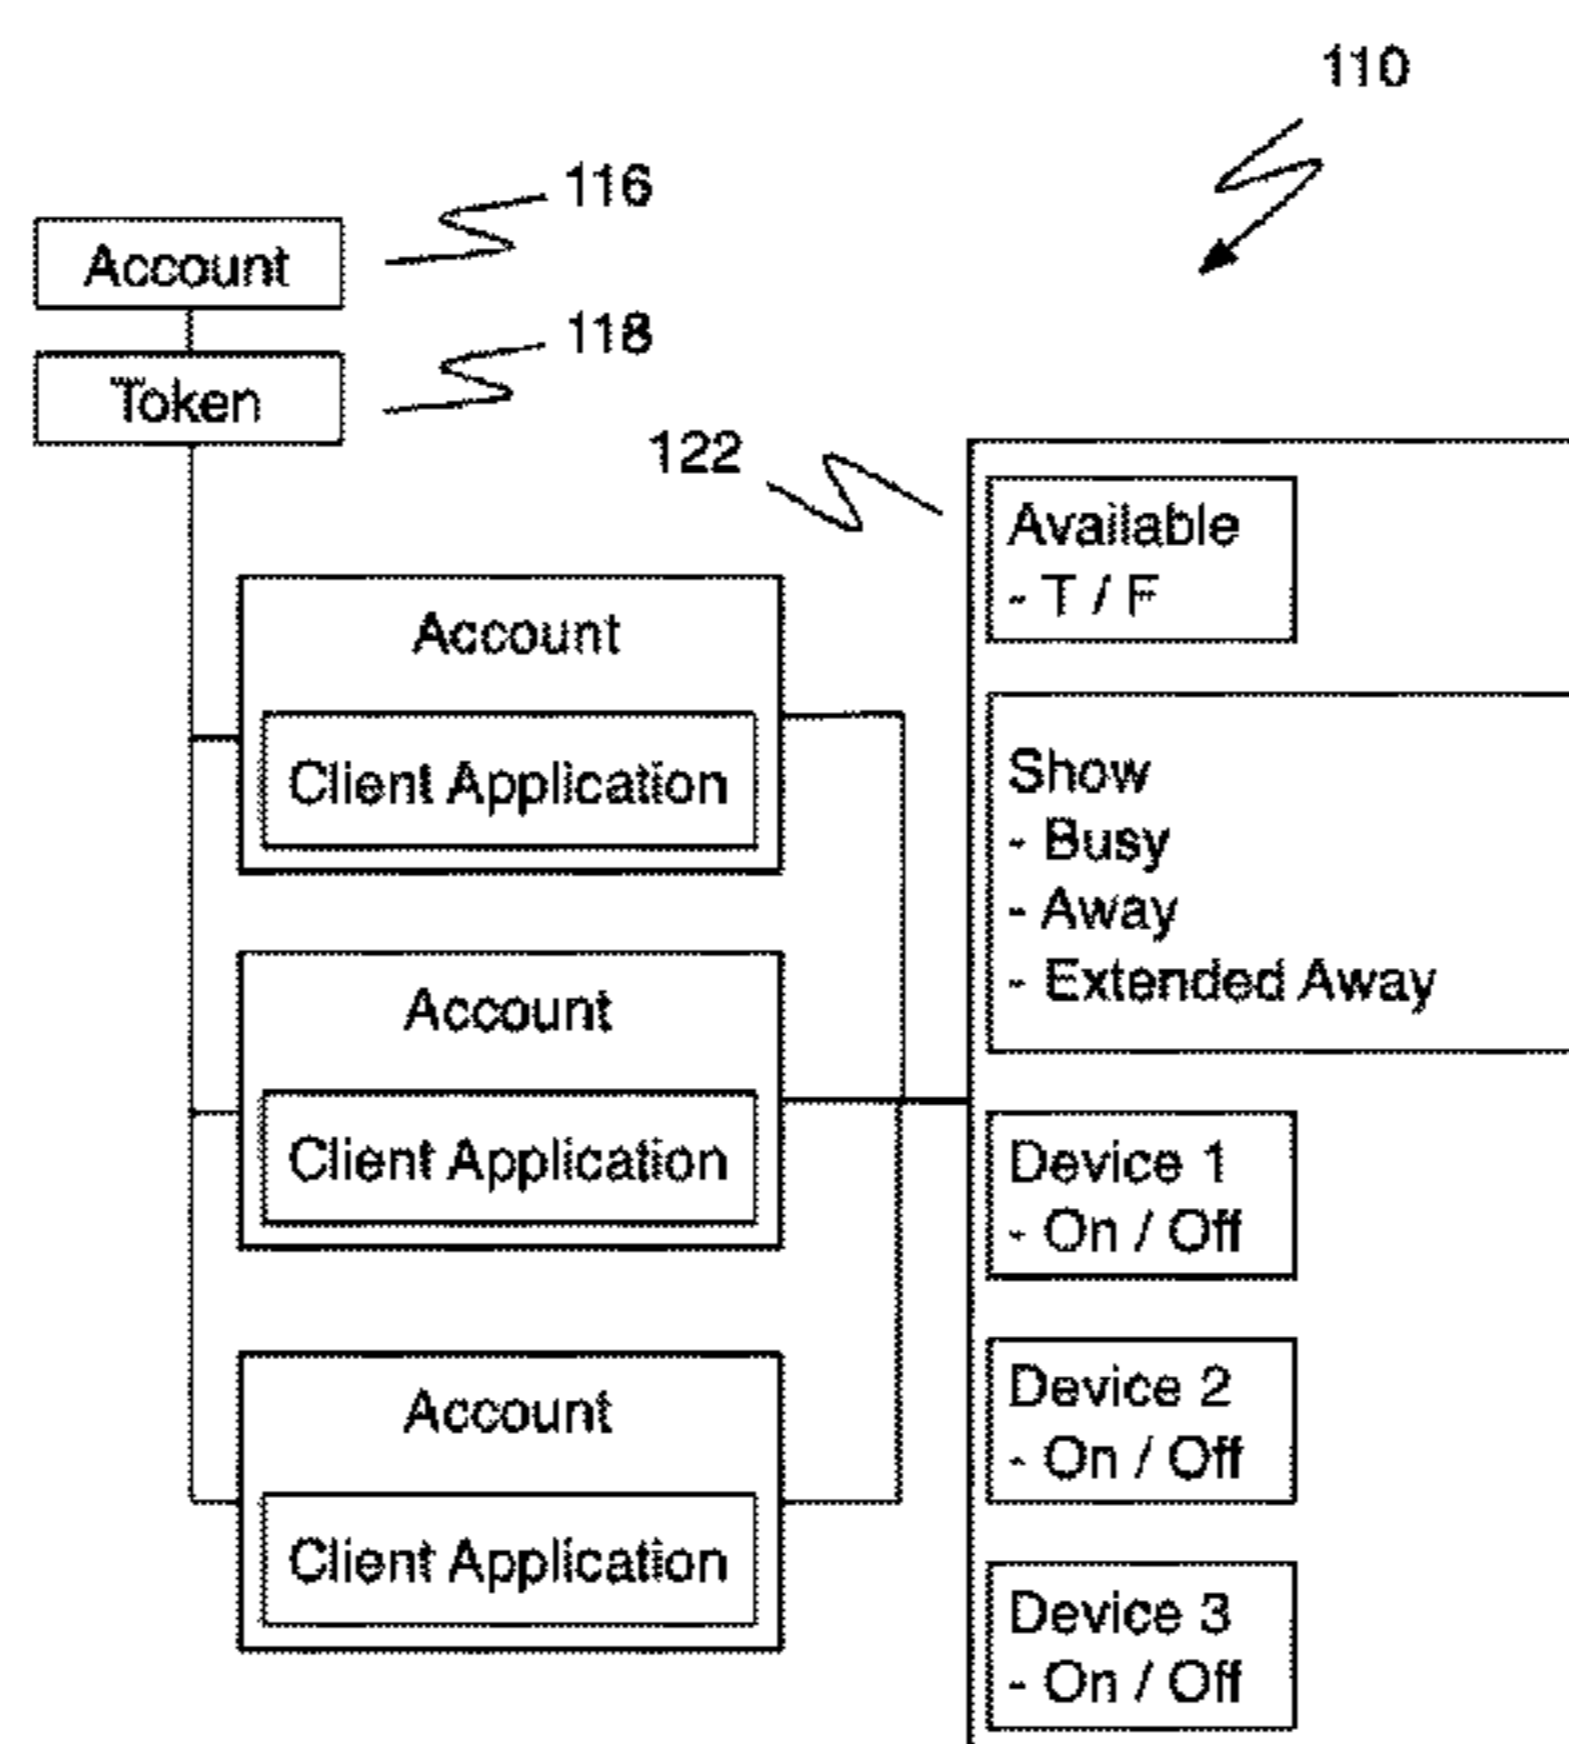 110
116
Account
118
Token
122
Available
- T / F
Account
Client Application
Show
- Busy
- Away
- Extended Away
Account
Client Application
Device 1
- On / Off
Device 2
- On / Off
Account
Client Application
Device 3
- On / Off